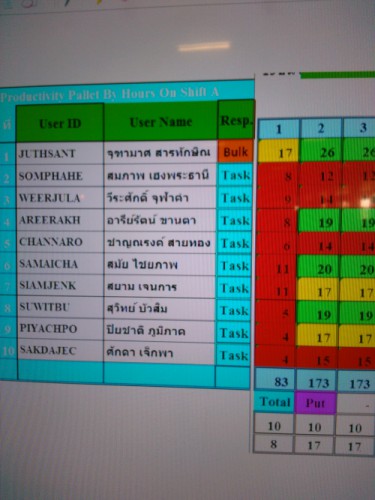 Productivity Pallet By Hours On Shift A
ที่ User ID User Name Resp. 1 2 3
1 JUTHSANT จุฑามาศ สารทักษิณ Bulk 17 26 26
2 SOMPHAHE สมภาพ เฮงพระธานี Task 8 12 12
3 WEERJULA วีระศักดิ์ จุฬาคำ Task 9 14
4 AREERAKH อารียรัตน์ ขานดา Task 8 19 19
5 CHANNARO ชาญณรงค์ สายทอง Task 6 14 14
6 SAMAICHA สมัย ไชยภาพ Task 11 20 20
7 SIAMJENK สยาม เจนการ Task 11 17 17
8 SUWITBU สุวิทย์ บัวสิม Task 5 19 19
9 PIYACHPO ปิยชาติ ภูมิภาค Task 4 17 17
10 SAKDAJEC ศักดา เจ็กพา Task 4 15 15
83 173 173
Total Put -
10 10 10
8 17 17